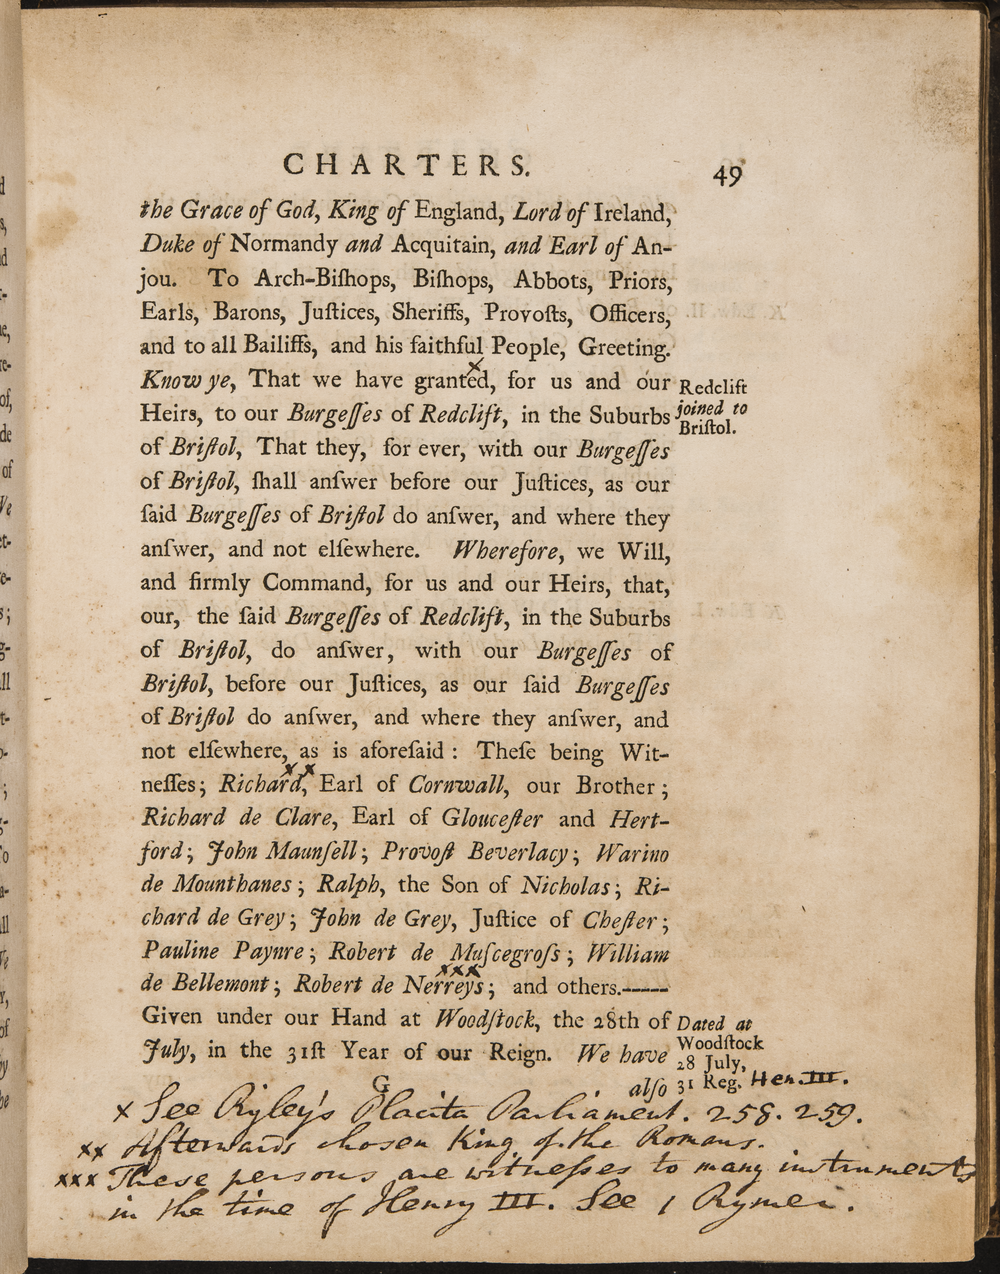 CHARTERS. 49
the Grace of God, King of England, Lord of Ireland,
Duke of Normandy and Acquitain, and Earl of An-
jou. To Arch-Biſhops, Biſhops, Abbots, Priors,
Earls, Barons, Juſtices, Sheriffs, Provoſts, Officers,
and to all Bailiffs, and his faithful People, Greeting.
x
Know ye, That we have granted, for us and our
Heirs, to our Burgeſſes of Redclift, in the Suburbs
of Briſtol, That they, for ever, with our Burgeſſes
of Briſtol, ſhall anſwer before our Juſtices, as our
ſaid Burgeſſes of Briſtol do anſwer, and where they
anſwer, and not elſewhere. Wherefore, we Will,
and firmly Command, for us and our Heirs, that,
our, the ſaid Burgeſſes of Redclift, in the Suburbs
of Briſtol, do anſwer, with our Burgeſſes of
Briſtol, before our Juſtices, as our ſaid Burgeſſes
of Briſtol do anſwer, and where they anſwer, and
not elſewhere, as is aforeſaid : Theſe being Wit-
xx
neſſes; Richard, Earl of Cornwall, our Brother;
Richard de Clare, Earl of Glouceſter and Hert-
ford; John Maunſell; Provoſt Beverlacy; Warino
de Mounthanes; Ralph, the Son of Nicholas; Ri-
chard de Grey; John de Grey, Juſtice of Cheſter;
Pauline Paynre; Robert de Muſcegroſs; William
xxx
de Bellemont; Robert de Nerreys; and others.-----
Given under our Hand at Woodſtock, the 28th of
July, in the 31ſt Year of our Reign. We have
G also
Redclift
joined to
Briſtol.
Dated at
Woodſtock
28 July,
31 Reg. Hen. III.
x See Ryley's Placita Parliament. 258. 259.
xx Afterwards chosen King of the Romans.
xxx These persons are witnesses to many instruments
in the time of Henry III. See 1 Rymer.